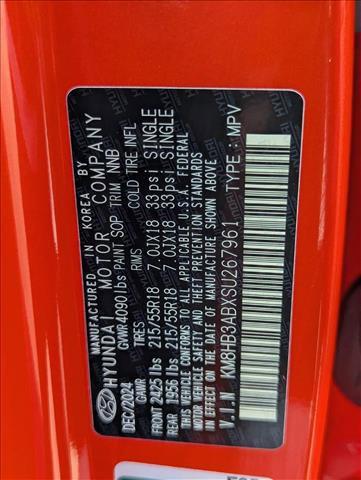 MANUFACTURED IN KOREA BY
HYUNDAI MOTOR COMPANY
DEC/2024 GVWR 4090lbs PAINT SOP TRIM NNB
GAWR TIRES RIMS COLD TIRE INFL
FRONT 2425 lbs 215/55R18 7.0JX18 33psi SINGLE
REAR 1956 lbs 215/55R18 7.0JX18 33psi SINGLE
THIS VEHICLE CONFORMS TO ALL APPLICABLE U.S.A. FEDERAL
MOTOR VEHICLE SAFETY AND THEFT PREVENTION STANDARDS
IN EFFECT ON THE DATE OF MANUFACTURE SHOWN ABOVE.
V.I.N : KM8HB3ABXSU267961 TYPE : MPV